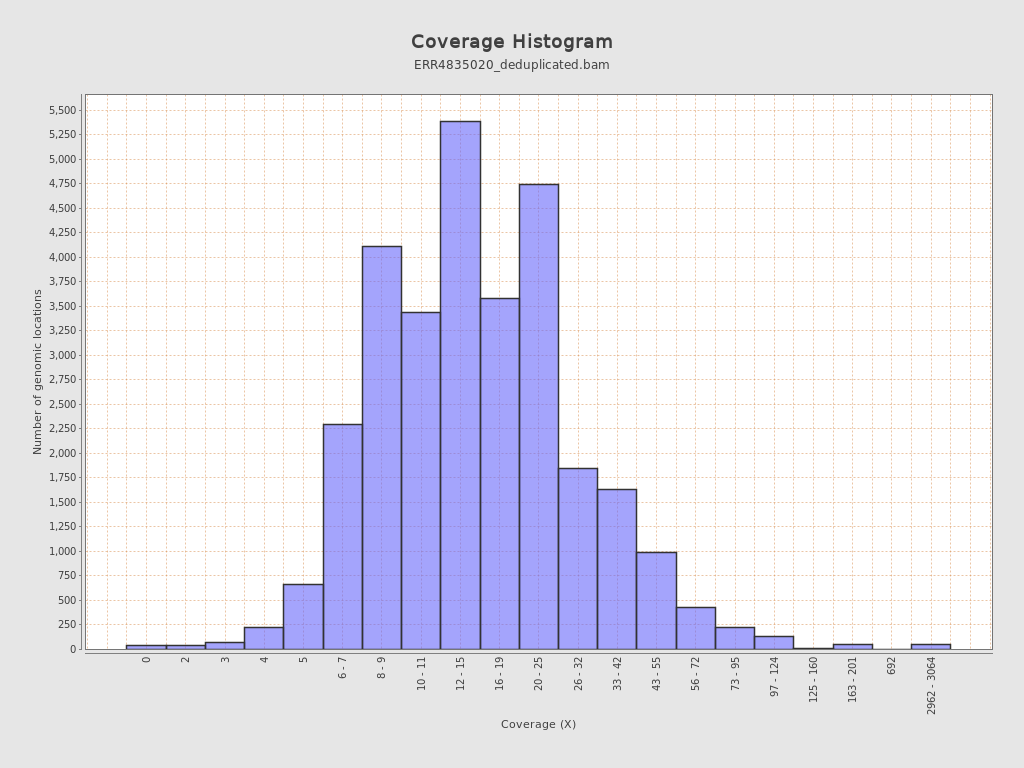 Coverage Histogram
ERR4835020_deduplicated.bam
Number of genomic locations
5,500
5,250
5,000
4,750
4,500
4,250
4,000
3,750
3,500
3,250
3,000
2,750
2,500
2,250
2,000
1,750
1,500
1,250
1,000
750
500
250
0
0
2
3
4
5
6 - 7
8 - 9
10 - 11
12 - 15
16 - 19
20 - 25
26 - 32
33 - 42
43 - 55
56 - 72
73 - 95
97 - 124
125 - 160
163 - 201
692
2962 - 3064
Coverage (X)